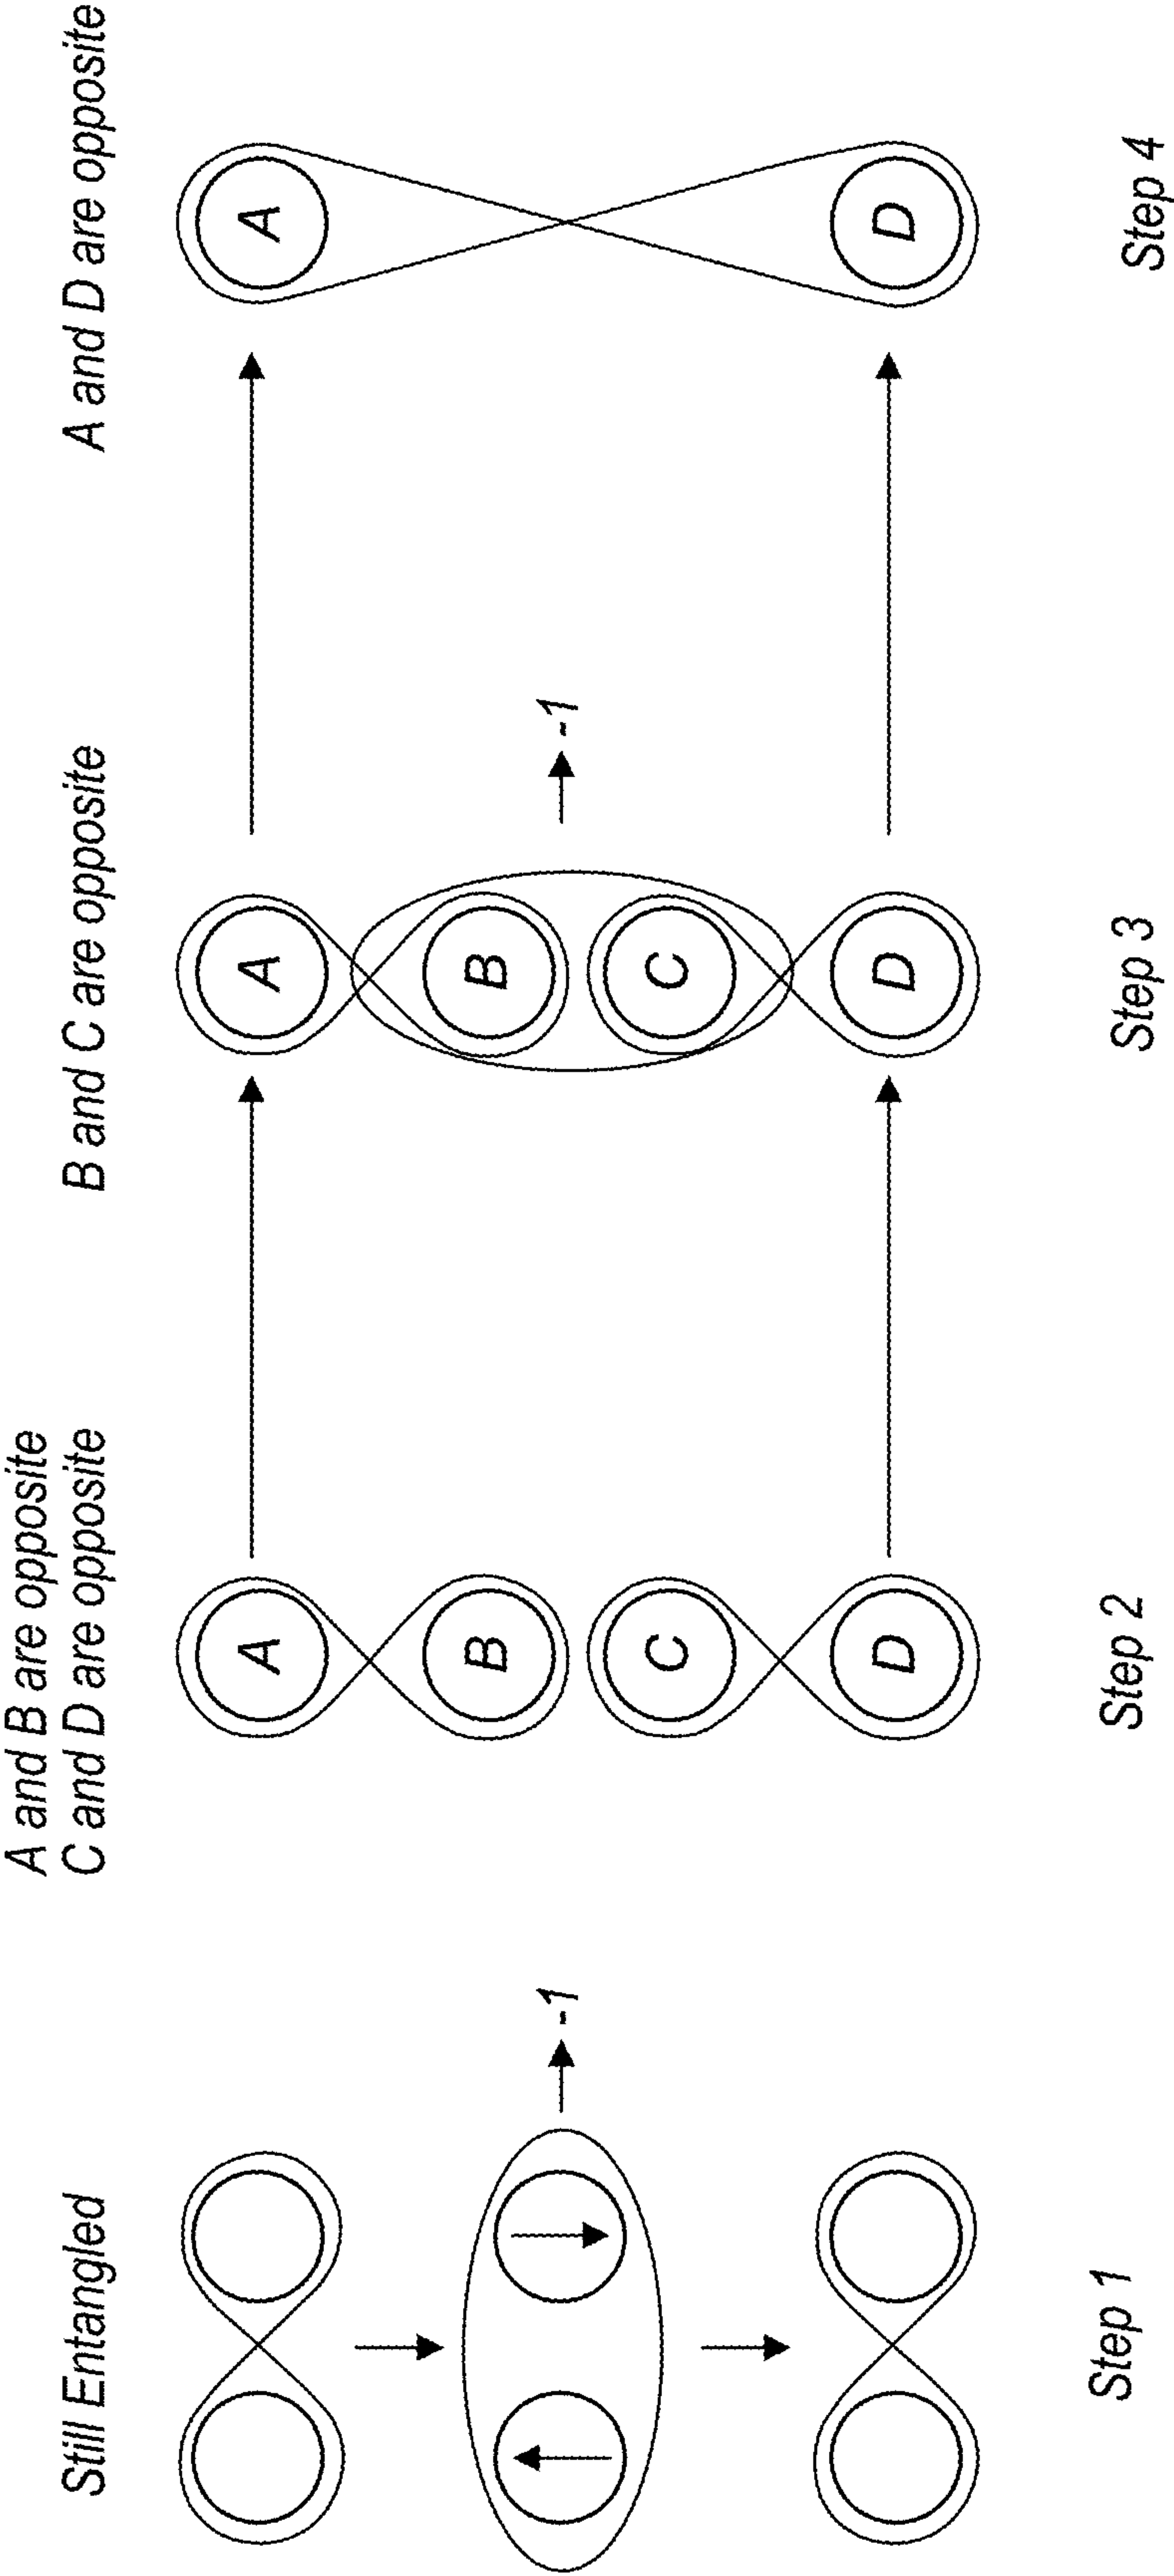 Still Entangled
-1
Step 1
A and B are opposite
C and D are opposite
A
B
C
D
Step 2
B and C are opposite
A
B
C
D
-1
Step 3
A and D are opposite
A
D
Step 4